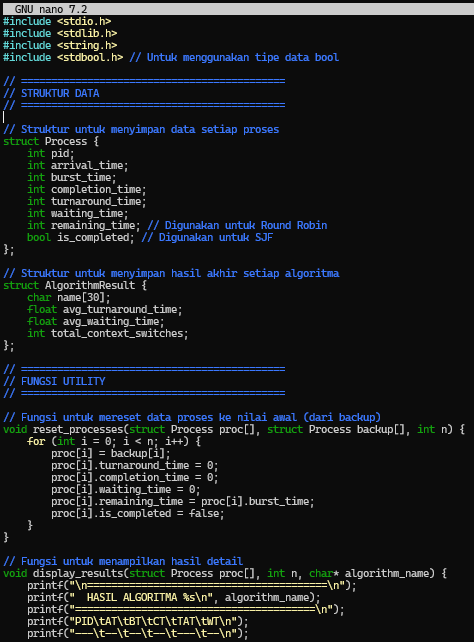 GNU nano 7.2
#include <stdio.h>
#include <stdlib.h>
#include <string.h>
#include <stdbool.h> // Untuk menggunakan tipe data bool
// ============================================
// STRUKTUR DATA
// ============================================
// Struktur untuk menyimpan data setiap proses
struct Process {
    int pid;
    int arrival_time;
    int burst_time;
    int completion_time;
    int turnaround_time;
    int waiting_time;
    int remaining_time; // Digunakan untuk Round Robin
    bool is_completed; // Digunakan untuk SJF
};
// Struktur untuk menyimpan hasil akhir setiap algoritma
struct AlgorithmResult {
    char name[30];
    float avg_turnaround_time;
    float avg_waiting_time;
    int total_context_switches;
};
// ============================================
// FUNGSI UTILITY
// ============================================
// Fungsi untuk mereset data proses ke nilai awal (dari backup)
void reset_processes(struct Process proc[], struct Process backup[], int n) {
    for (int i = 0; i < n; i++) {
        proc[i] = backup[i];
        proc[i].turnaround_time = 0;
        proc[i].completion_time = 0;
        proc[i].waiting_time = 0;
        proc[i].remaining_time = proc[i].burst_time;
        proc[i].is_completed = false;
    }
}
// Fungsi untuk menampilkan hasil detail
void display_results(struct Process proc[], int n, char* algorithm_name) {
    printf("\n========================================\n");
    printf("  HASIL ALGORITMA %s\n", algorithm_name);
    printf("========================================\n");
    printf("PID\tAT\tBT\tCT\tTAT\tWT\n");
    printf("---\t--\t--\t--\t---\t--\n");